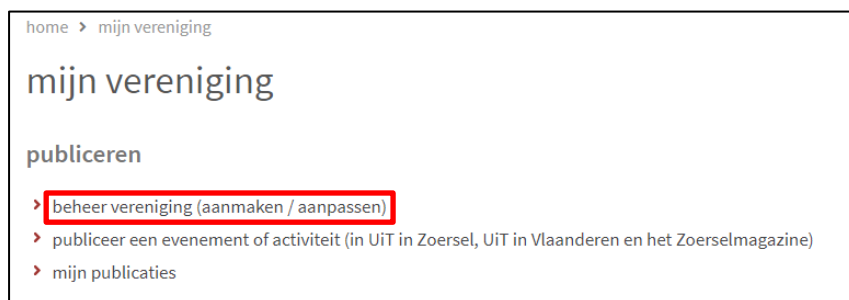 home > mijn vereniging
mijn vereniging
publiceren
> beheer vereniging (aanmaken / aanpassen)
> publiceer een evenement of activiteit (in UiT in Zoersel, UiT in Vlaanderen en het Zoerselmagazine)
> mijn publicaties